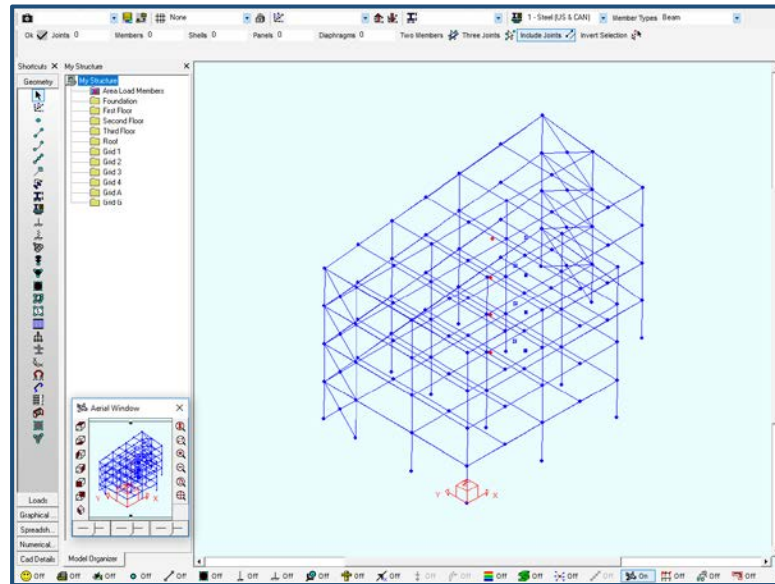 None 1 - Steel (US & CAN) Member Types Beam
Ok Joints 0 Members 0 Shells 0 Panels 0 Diaphragms 0 Two Members Three Joints Include Joints Invert Selection
Shortcuts X My Structure X
Geometry
My Structure
Area Load Members
Foundation
First Floor
Second Floor
Third Floor
Roof
Grid 1
Grid 2
Grid 3
Grid 4
Grid A
Grid G
Aerial Window
Y X
Y X
Loads
Graphical ...
Spreadsh...
Numerical...
Cad Details
Model Organizer
Off Off Off Off Off Off Off Off Off Off Off Off Off Off Off Off Off On Off Off Off